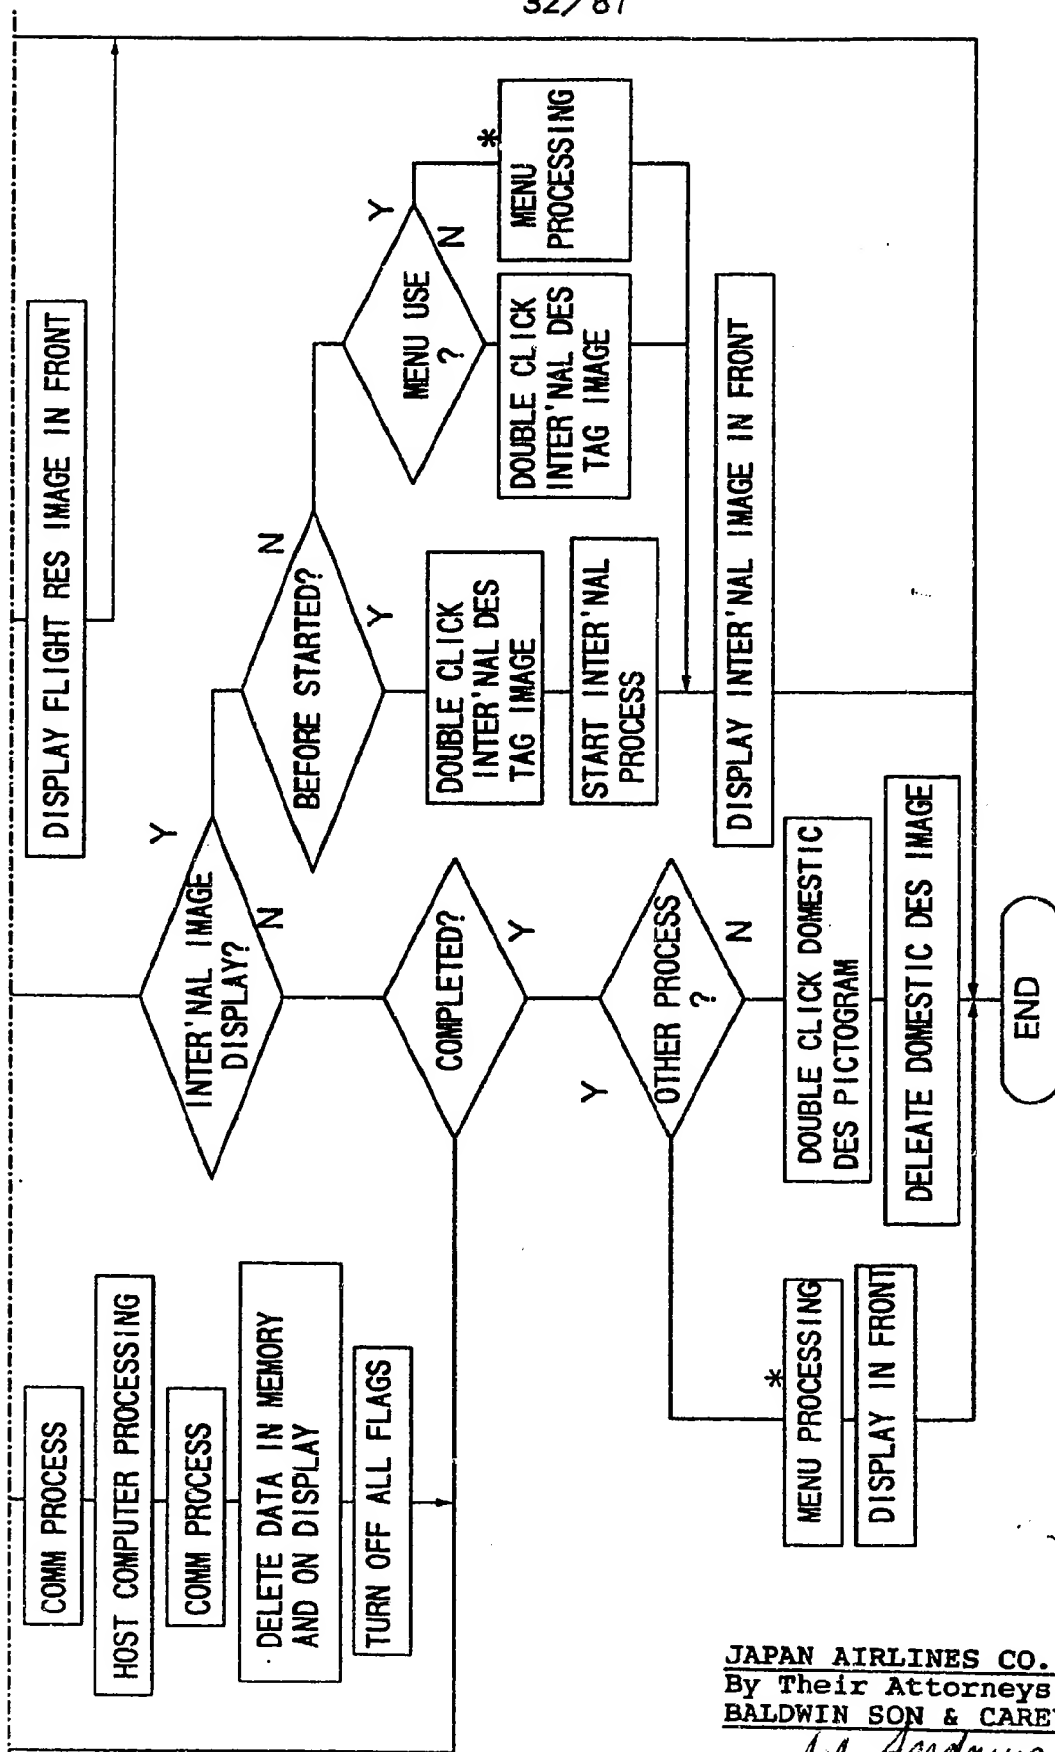 32/87
COMM PROCESS
HOST COMPUTER PROCESSING
COMM PROCESS
DELETE DATA IN MEMORY
AND ON DISPLAY
TURN OFF ALL FLAGS
INTER'NAL IMAGE
DISPLAY?
Y
N
COMPLETED?
Y
OTHER PROCESS
?
Y
N
*
MENU PROCESSING
DISPLAY IN FRONT
DOUBLE CLICK DOMESTIC
DES PICTOGRAM
DELEATE DOMESTIC DES IMAGE
END
DISPLAY FLIGHT RES IMAGE IN FRONT
BEFORE STARTED?
N
Y
DOUBLE CLICK
INTER'NAL DES
TAG IMAGE
START INTER'NAL
PROCESS
MENU USE
?
Y
N
DOUBLE CLICK
INTER'NAL DES
TAG IMAGE
*
MENU
PROCESSING
DISPLAY INTER'NAL IMAGE IN FRONT
JAPAN AIRLINES CO.
By Their Attorneys
BALDWIN SON & CAREY